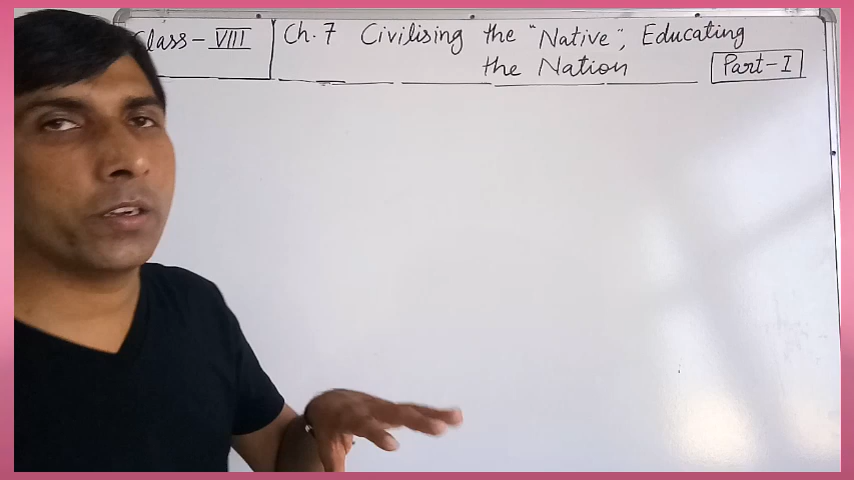 Class - VIII
Ch. 7 Civilising the "Native", Educating
the Nation
Part-I